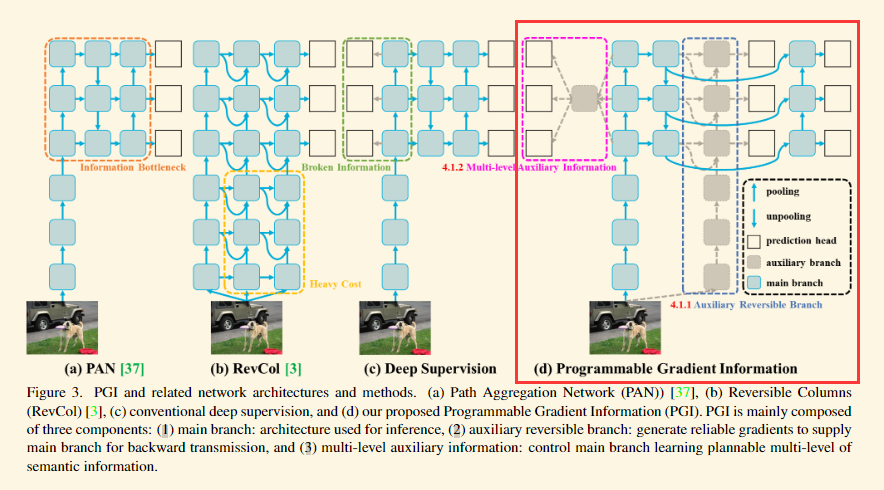 Information Bottleneck
Broken Information
4.1.2 Multi-level Auxiliary Information
pooling
unpooling
prediction head
auxiliary branch
main branch
Heavy Cost
4.1.1 Auxiliary Reversible Branch
(a) PAN [37]
(b) RevCol [3]
(c) Deep Supervision
(d) Programmable Gradient Information
Figure 3. PGI and related network architectures and methods. (a) Path Aggregation Network (PAN)) [37], (b) Reversible Columns
(RevCol) [3], (c) conventional deep supervision, and (d) our proposed Programmable Gradient Information (PGI). PGI is mainly composed
of three components: (1) main branch: architecture used for inference, (2) auxiliary reversible branch: generate reliable gradients to supply
main branch for backward transmission, and (3) multi-level auxiliary information: control main branch learning plannable multi-level of
semantic information.